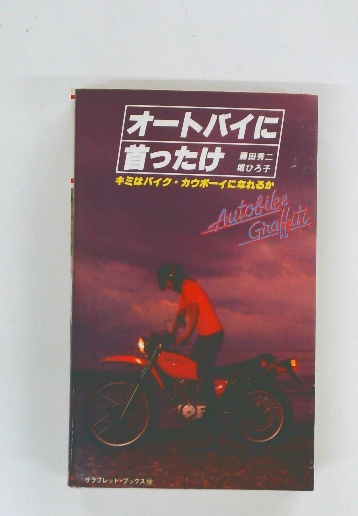 オートバイに
首ったけ
藤田秀二
堀ひろ子
キミはバイク・カウボーイになれるか
Autobike
Graffiti
サラブレッド・ブックス